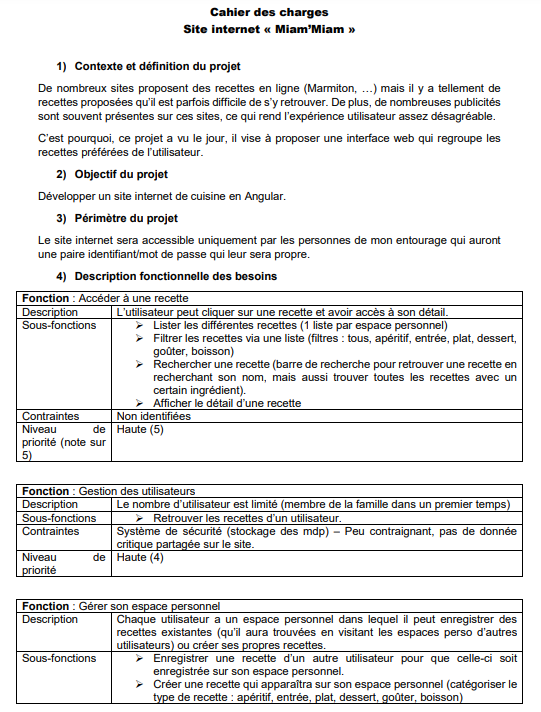 Cahier des charges
Site internet « Miam'Miam »
1) Contexte et définition du projet
De nombreux sites proposent des recettes en ligne (Marmiton, …) mais il y a tellement de
recettes proposées qu'il est parfois difficile de s'y retrouver. De plus, de nombreuses publicités
sont souvent présentes sur ces sites, ce qui rend l'expérience utilisateur assez désagréable.
C'est pourquoi, ce projet a vu le jour, il vise à proposer une interface web qui regroupe les
recettes préférées de l'utilisateur.
2) Objectif du projet
Développer un site internet de cuisine en Angular.
3) Périmètre du projet
Le site internet sera accessible uniquement par les personnes de mon entourage qui auront
une paire identifiant/mot de passe qui leur sera propre.
4) Description fonctionnelle des besoins
Fonction : Accéder à une recette
Description L'utilisateur peut cliquer sur une recette et avoir accès à son détail.
Sous-fonctions ➢ Lister les différentes recettes (1 liste par espace personnel)
➢ Filtrer les recettes via une liste (filtres : tous, apéritif, entrée, plat, dessert,
goûter, boisson)
➢ Rechercher une recette (barre de recherche pour retrouver une recette en
recherchant son nom, mais aussi trouver toutes les recettes avec un
certain ingrédient).
➢ Afficher le détail d'une recette
Contraintes Non identifiées
Niveau de priorité (note sur 5) Haute (5)
Fonction : Gestion des utilisateurs
Description Le nombre d'utilisateur est limité (membre de la famille dans un premier temps)
Sous-fonctions ➢ Retrouver les recettes d'un utilisateur.
Contraintes Système de sécurité (stockage des mdp) – Peu contraignant, pas de donnée
critique partagée sur le site.
Niveau de priorité Haute (4)
Fonction : Gérer son espace personnel
Description Chaque utilisateur a un espace personnel dans lequel il peut enregistrer des
recettes existantes (qu'il aura trouvées en visitant les espaces perso d'autres
utilisateurs) ou créer ses propres recettes.
Sous-fonctions ➢ Enregistrer une recette d'un autre utilisateur pour que celle-ci soit
enregistrée sur son espace personnel.
➢ Créer une recette qui apparaîtra sur son espace personnel (catégoriser le
type de recette : apéritif, entrée, plat, dessert, goûter, boisson)